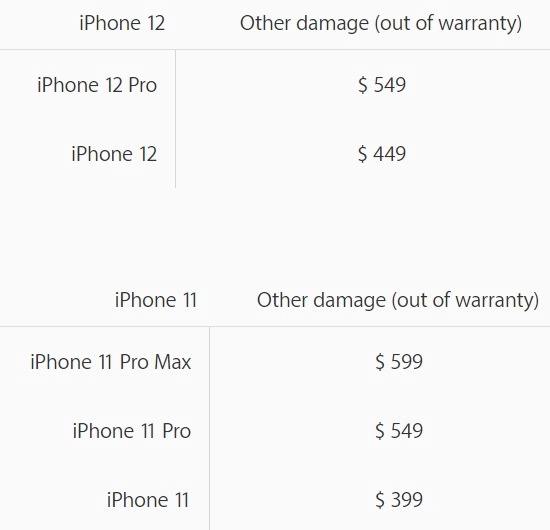 iPhone 12 Other damage (out of warranty)
iPhone 12 Pro $ 549
iPhone 12 $ 449
iPhone 11 Other damage (out of warranty)
iPhone 11 Pro Max $ 599
iPhone 11 Pro $ 549
iPhone 11 $ 399